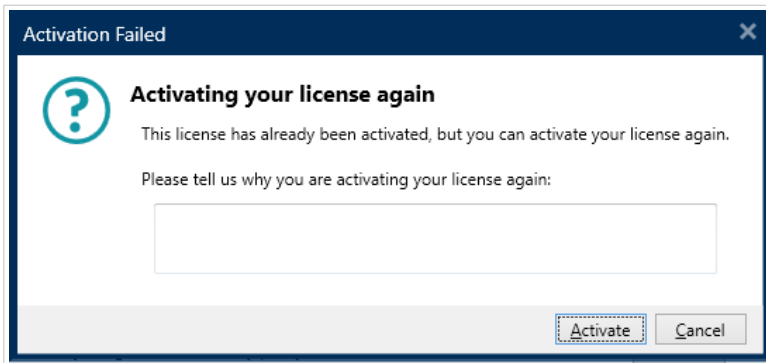 Activation Failed
Activating your license again
This license has already been activated, but you can activate your license again.
Please tell us why you are activating your license again:
Activate Cancel